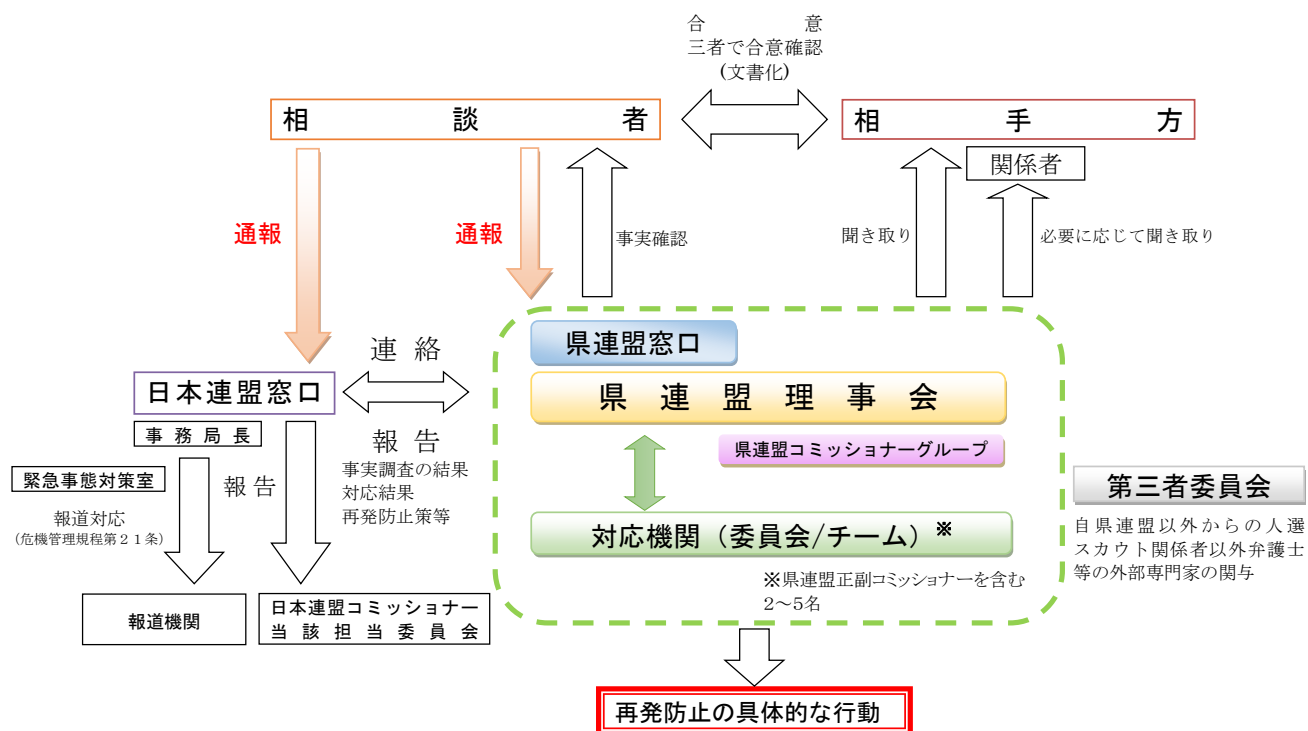 合意
三者で合意確認
(文書化)
相談者
相手方
関係者
通報
通報
事実確認
聞き取り
必要に応じて聞き取り
県連盟窓口
連絡
日本連盟窓口
県連盟理事会
事務局長
報告
県連盟コミッショナーグループ
事実調査の結果
対応結果
再発防止策等
緊急事態対策室
報告
報道対応
(危機管理規程第21条)
第三者委員会
自県連盟以外からの人選
スカウト関係者以外弁護士
等の外部専門家の関与
対応機関(委員会/チーム)※
※県連盟正副コミッショナーを含む
2～5名
報道機関
日本連盟コミッショナー
当該担当委員会
再発防止の具体的な行動